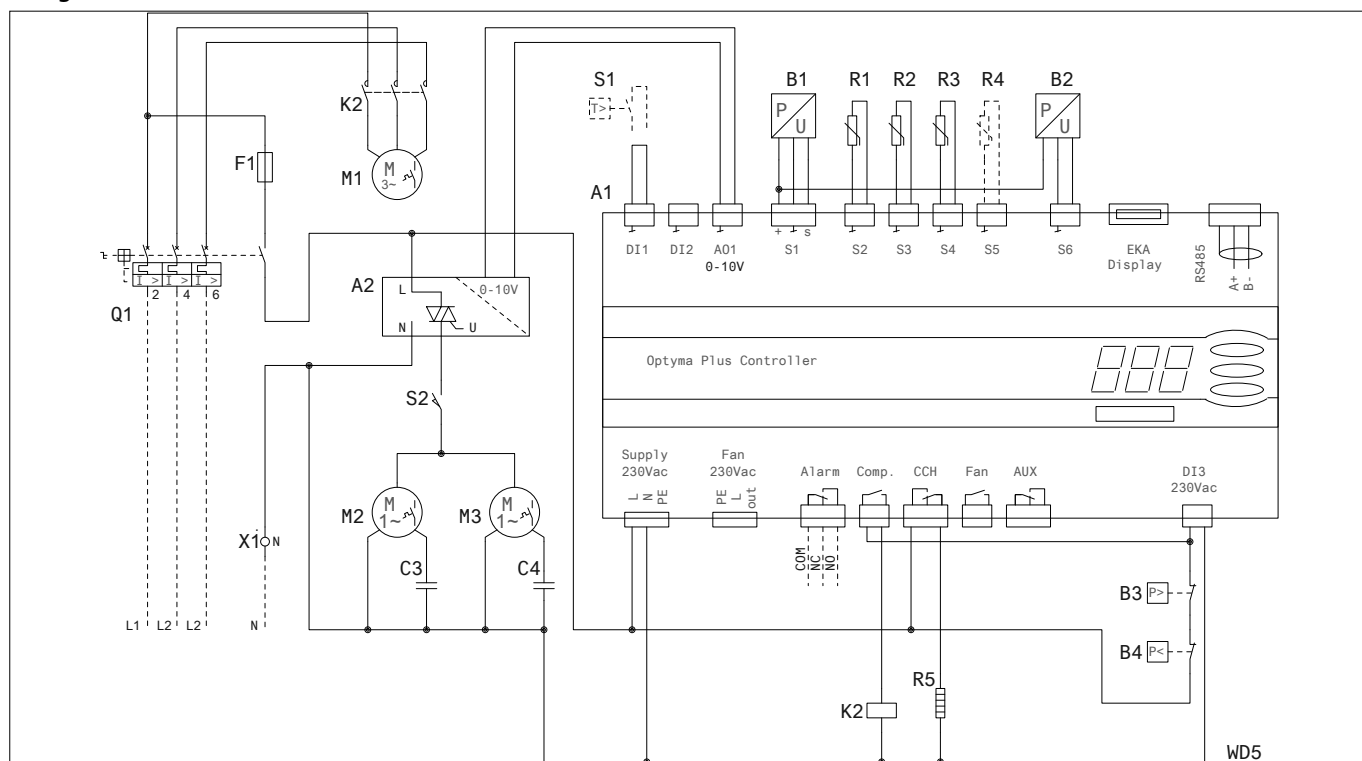 S1
B1
R1
R2
R3
R4
B2
T>
P
U
P
U
K2
F1
M1
M
3~
A1
+
s
DI1
DI2
AO1
S1
S2
S3
S4
S5
S6
EKA
Display
0-10V
RS485
A+
B-
I >
I >
I >
2
4
6
Q1
A2
L
0-10V
N
U
Optyma Plus Controller
S2
Supply
230Vac
Fan
230Vac
Alarm
Comp.
CCH
Fan
AUX
DI3
230Vac
L
N
PE
PE
L
out
M2
M
1~
M3
M
1~
X1
N
C3
C4
COM
NC
NO
B3
P>
B4
P<
L1
L2
L2
N
R5
K2
WD5